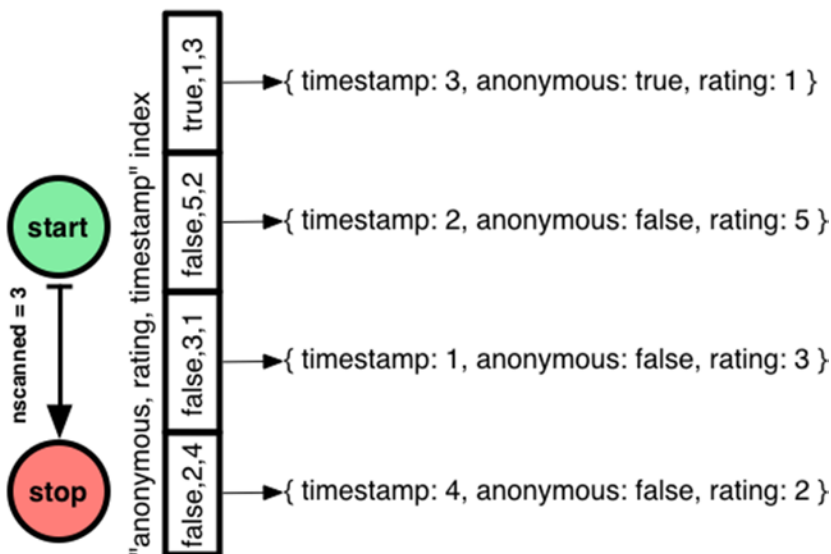 "anonymous, rating, timestamp" index
true,1,3
{ timestamp: 3, anonymous: true, rating: 1 }
start
false,5,2
{ timestamp: 2, anonymous: false, rating: 5 }
nscanned = 3
false,3,1
{ timestamp: 1, anonymous: false, rating: 3 }
stop
false,2,4
{ timestamp: 4, anonymous: false, rating: 2 }